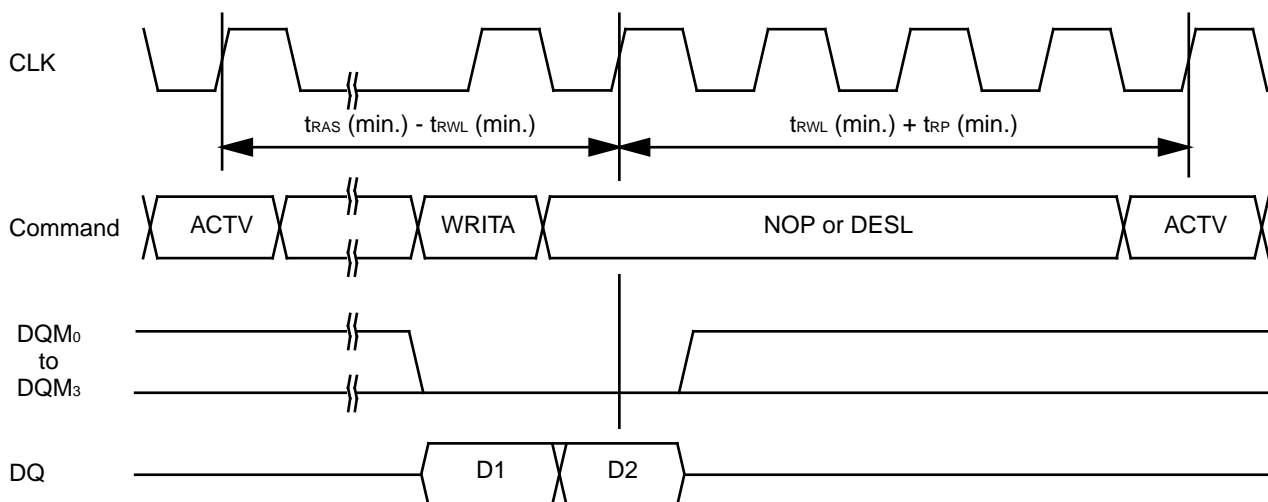 CLK
tRAS (min.) - tRWL (min.)
tRWL (min.) + tRP (min.)
Command
ACTV
WRITA
NOP or DESL
ACTV
DQM0
to
DQM3
DQ
D1
D2